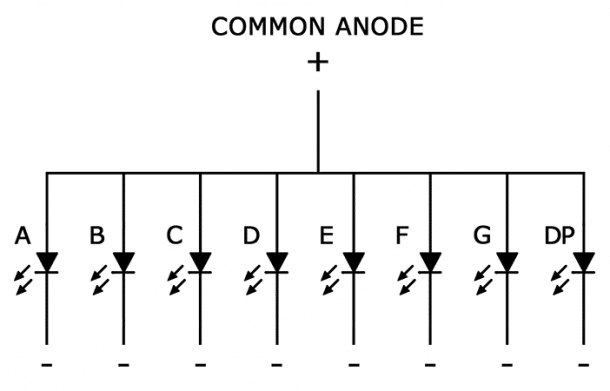 COMMON ANODE
+
A B C D E F G DP
- - - - - - - -